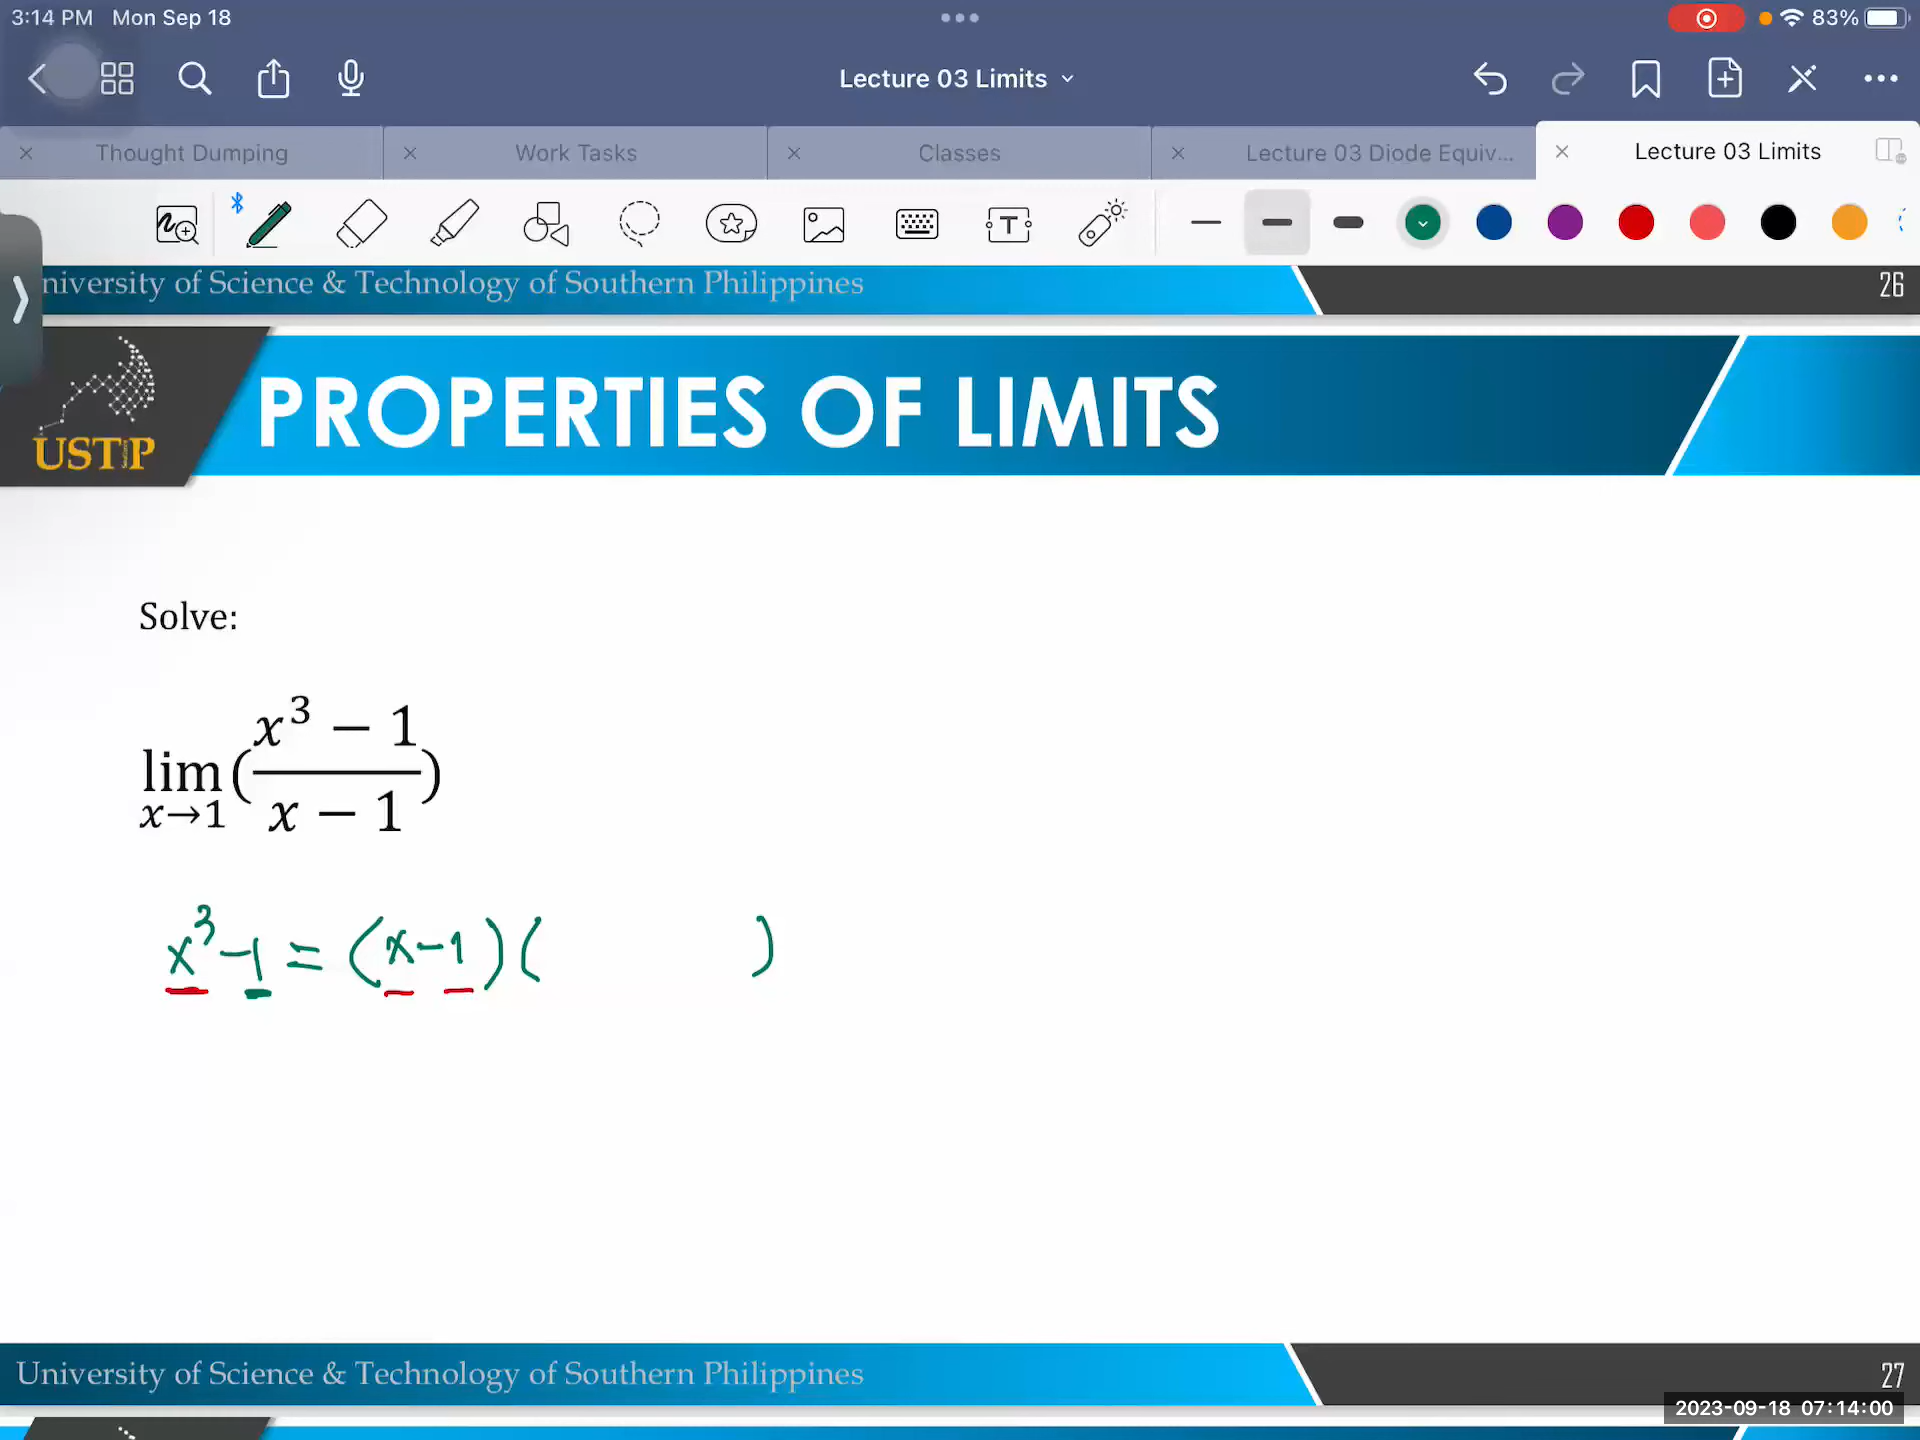 3:14 PM Mon Sep 18
83%
Lecture 03 Limits
Thought Dumping
Work Tasks
Classes
Lecture 03 Diode Equiv...
Lecture 03 Limits
T
niversity of Science & Technology of Southern Philippines
26
USTP
PROPERTIES OF LIMITS
Solve:
lim x→1 (x³ − 1 / x − 1)
x³ - 1 = (x - 1)( )
University of Science & Technology of Southern Philippines
27
2023-09-18 07:14:00